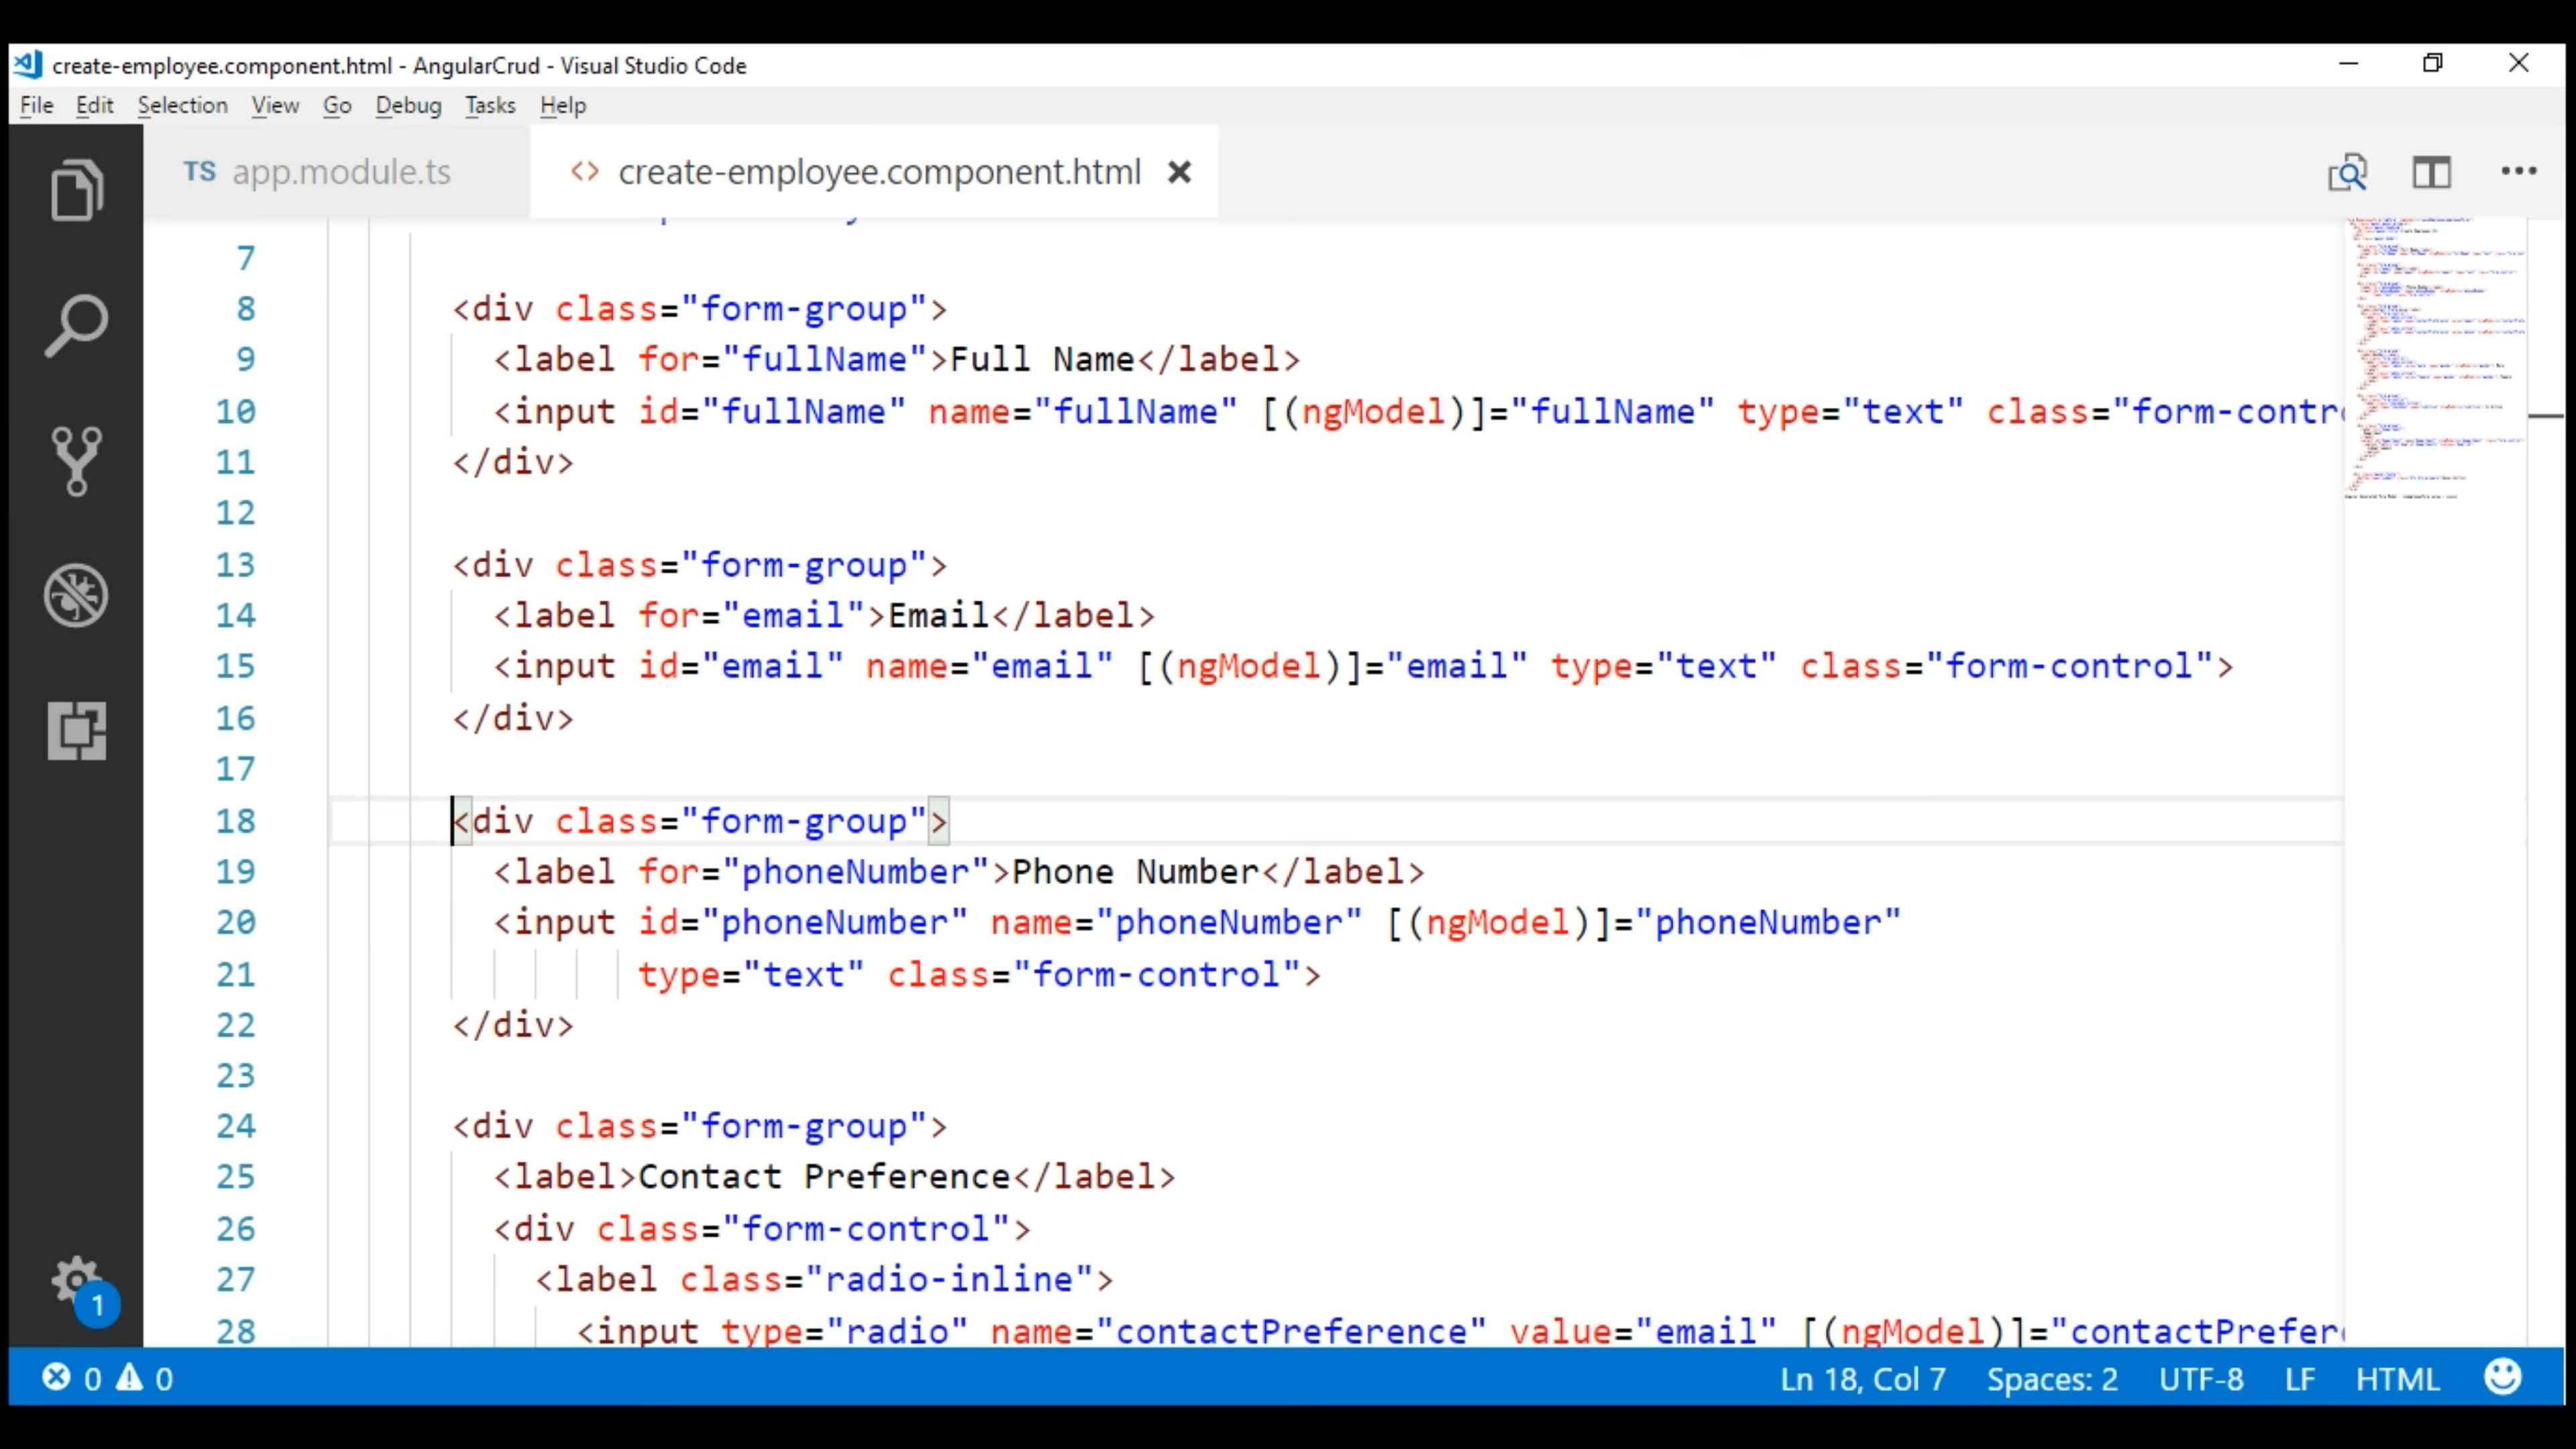 create-employee.component.html - AngularCrud - Visual Studio Code
File Edit Selection View Go Debug Tasks Help
TS app.module.ts <> create-employee.component.html
7
8 <div class="form-group">
9 <label for="fullName">Full Name</label>
10 <input id="fullName" name="fullName" [(ngModel)]="fullName" type="text" class="form-contr
11 </div>
12
13 <div class="form-group">
14 <label for="email">Email</label>
15 <input id="email" name="email" [(ngModel)]="email" type="text" class="form-control">
16 </div>
17
18 <div class="form-group">
19 <label for="phoneNumber">Phone Number</label>
20 <input id="phoneNumber" name="phoneNumber" [(ngModel)]="phoneNumber"
21 type="text" class="form-control">
22 </div>
23
24 <div class="form-group">
25 <label>Contact Preference</label>
26 <div class="form-control">
27 <label class="radio-inline">
28 <input type="radio" name="contactPreference" value="email" [(ngModel)]="contactPrefer
1
0 0 Ln 18, Col 7 Spaces: 2 UTF-8 LF HTML